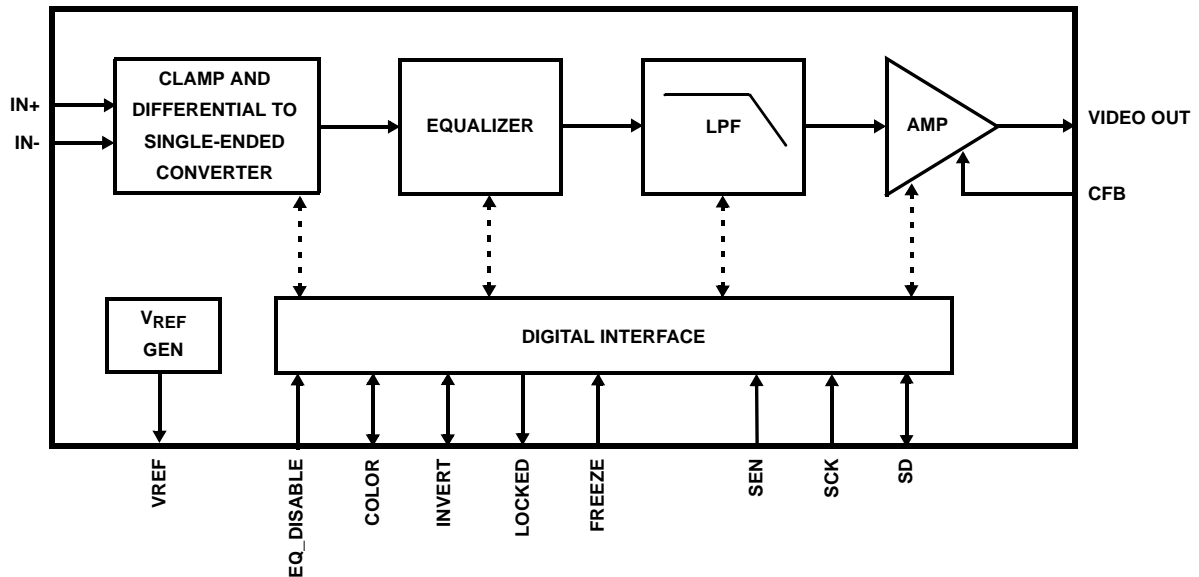 CLAMP AND
DIFFERENTIAL TO
SINGLE-ENDED
CONVERTER
IN+
IN-
EQUALIZER
LPF
AMP
VIDEO OUT
CFB
VREF
GEN
DIGITAL INTERFACE
VREF
EQ_DISABLE
COLOR
INVERT
LOCKED
FREEZE
SEN
SCK
SD